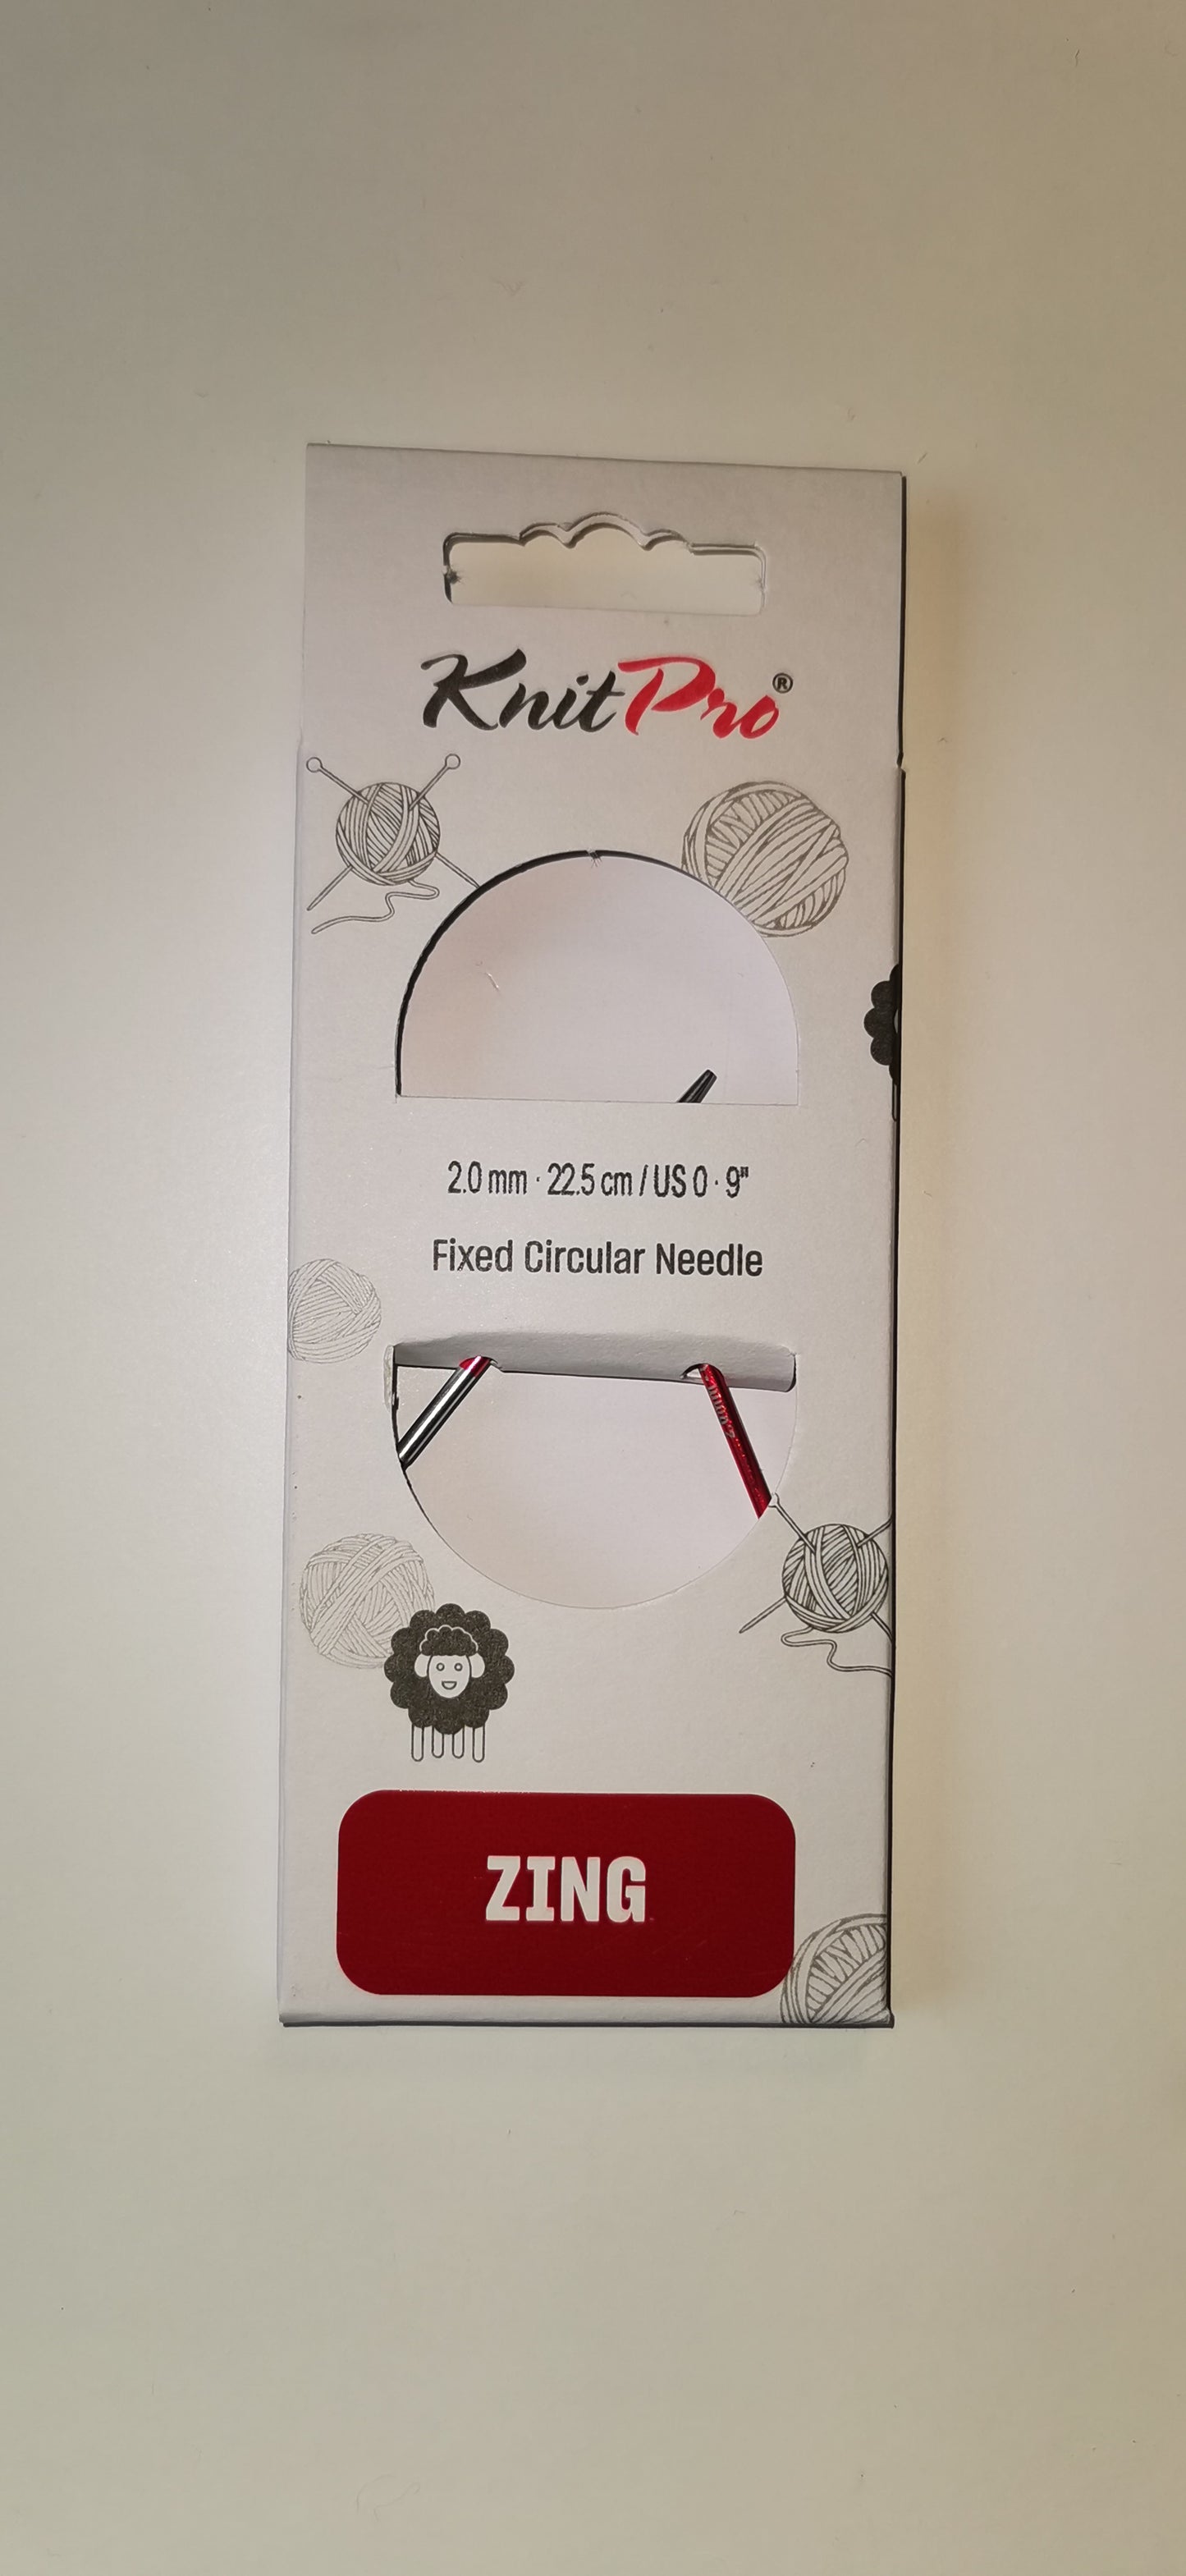 KnitPro®
2.0 mm · 22.5 cm / US 0 · 9"
Fixed Circular Needle
ZING